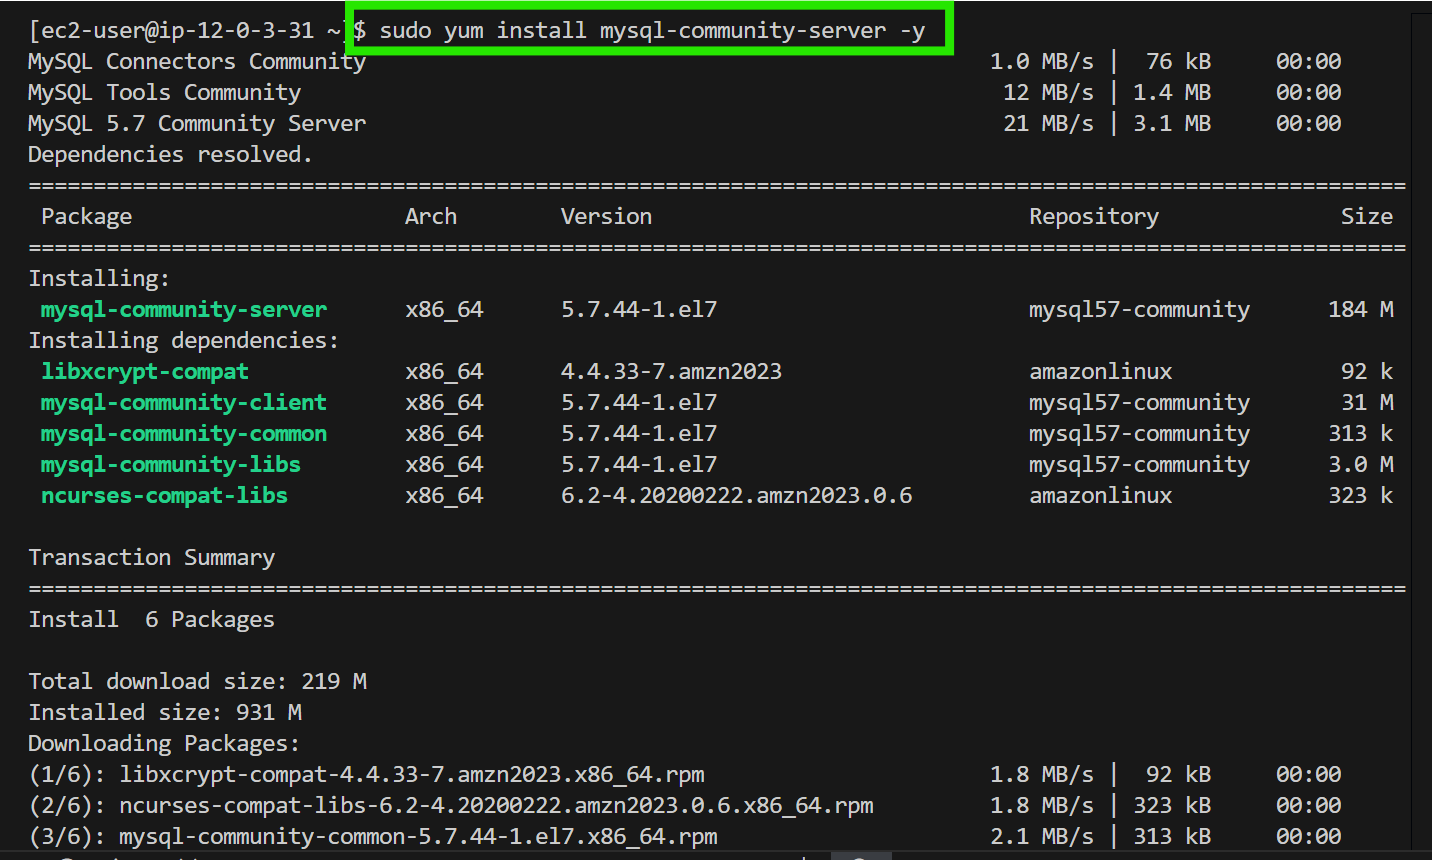 [ec2-user@ip-12-0-3-31 ~]$ sudo yum install mysql-community-server -y
MySQL Connectors Community 1.0 MB/s | 76 kB 00:00
MySQL Tools Community 12 MB/s | 1.4 MB 00:00
MySQL 5.7 Community Server 21 MB/s | 3.1 MB 00:00
Dependencies resolved.
==========================================================================================================
Package Arch Version Repository Size
==========================================================================================================
Installing:
mysql-community-server x86_64 5.7.44-1.el7 mysql57-community 184 M
Installing dependencies:
libxcrypt-compat x86_64 4.4.33-7.amzn2023 amazonlinux 92 k
mysql-community-client x86_64 5.7.44-1.el7 mysql57-community 31 M
mysql-community-common x86_64 5.7.44-1.el7 mysql57-community 313 k
mysql-community-libs x86_64 5.7.44-1.el7 mysql57-community 3.0 M
ncurses-compat-libs x86_64 6.2-4.20200222.amzn2023.0.6 amazonlinux 323 k
Transaction Summary
==========================================================================================================
Install 6 Packages
Total download size: 219 M
Installed size: 931 M
Downloading Packages:
(1/6): libxcrypt-compat-4.4.33-7.amzn2023.x86_64.rpm 1.8 MB/s | 92 kB 00:00
(2/6): ncurses-compat-libs-6.2-4.20200222.amzn2023.0.6.x86_64.rpm 1.8 MB/s | 323 kB 00:00
(3/6): mysql-community-common-5.7.44-1.el7.x86_64.rpm 2.1 MB/s | 313 kB 00:00